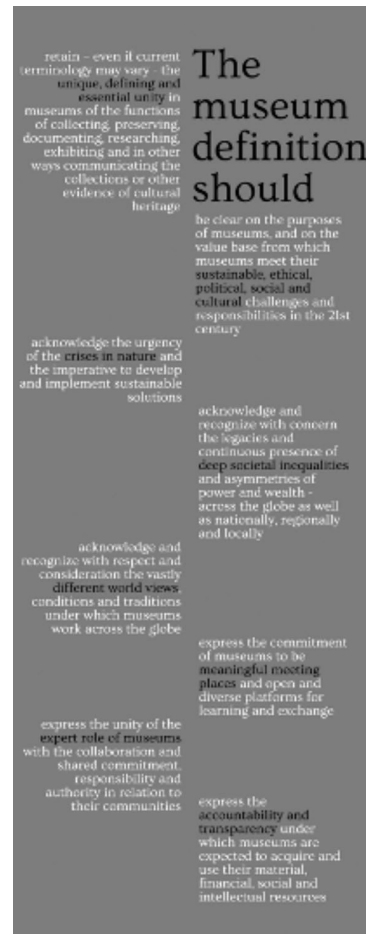 The
museum
definition
should
retain - even if current
terminology may vary - the
unique, defining and
essential unity in
museums of the functions
of collecting, preserving,
documenting, researching,
exhibiting and in other
ways communicating the
collections or other
evidence of cultural
heritage
be clear on the purposes
of museums, and on the
value base from which
museums meet their
sustainable, ethical,
political, social and
cultural challenges and
responsibilities in the 21st
century
acknowledge the urgency
of the crises in nature and
the imperative to develop
and implement sustainable
solutions
acknowledge and
recognize with concern
the legacies and
continuous presence of
deep societal inequalities
and asymmetries of
power and wealth -
across the globe as well
as nationally, regionally
and locally
acknowledge and
recognize with respect and
consideration the vastly
different world views,
conditions and traditions
under which museums
work across the globe
express the commitment
of museums to be
meaningful meeting
places and open and
diverse platforms for
learning and exchange
express the unity of the
expert role of museums
with the collaboration and
shared commitment,
responsibility and
authority in relation to
their communities
express the
accountability and
transparency under
which museums are
expected to acquire and
use their material,
financial, social and
intellectual resources